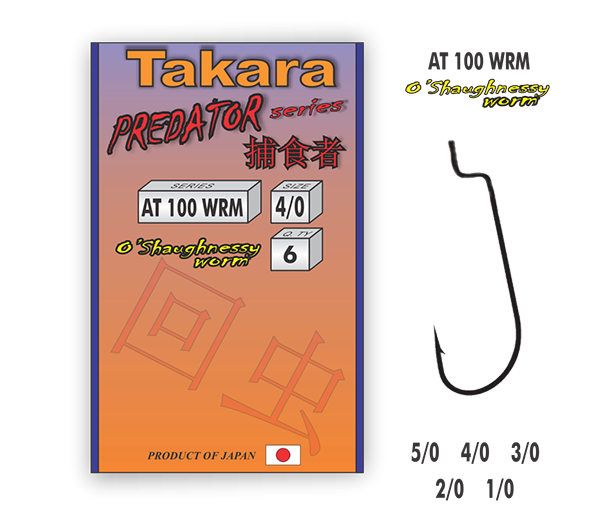 Takara
PREDATOR series
捕食者
SERIES
AT 100 WRM
SIZE
4/0
O'Shaughnessy
worm
Q.TY
6
回虫
PRODUCT OF JAPAN
AT 100 WRM
O'Shaughnessy
worm
5/0 4/0 3/0
2/0 1/0